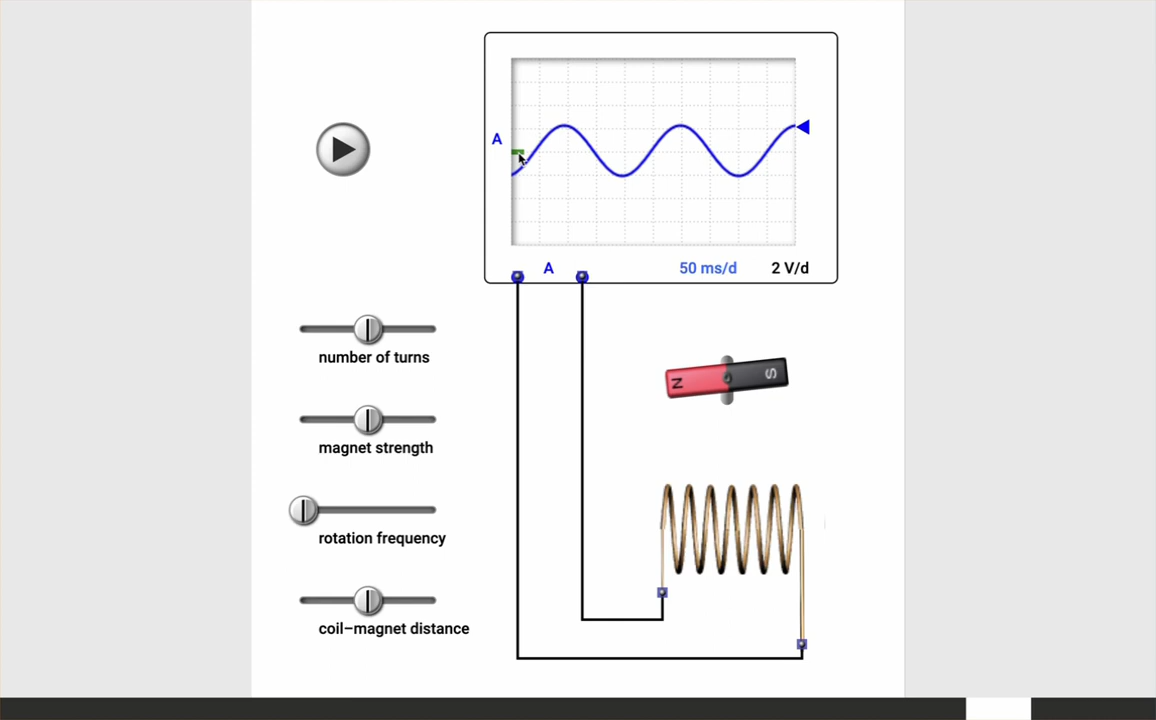 A
A
50 ms/d
2 V/d
number of turns
N
S
magnet strength
rotation frequency
coil–magnet distance